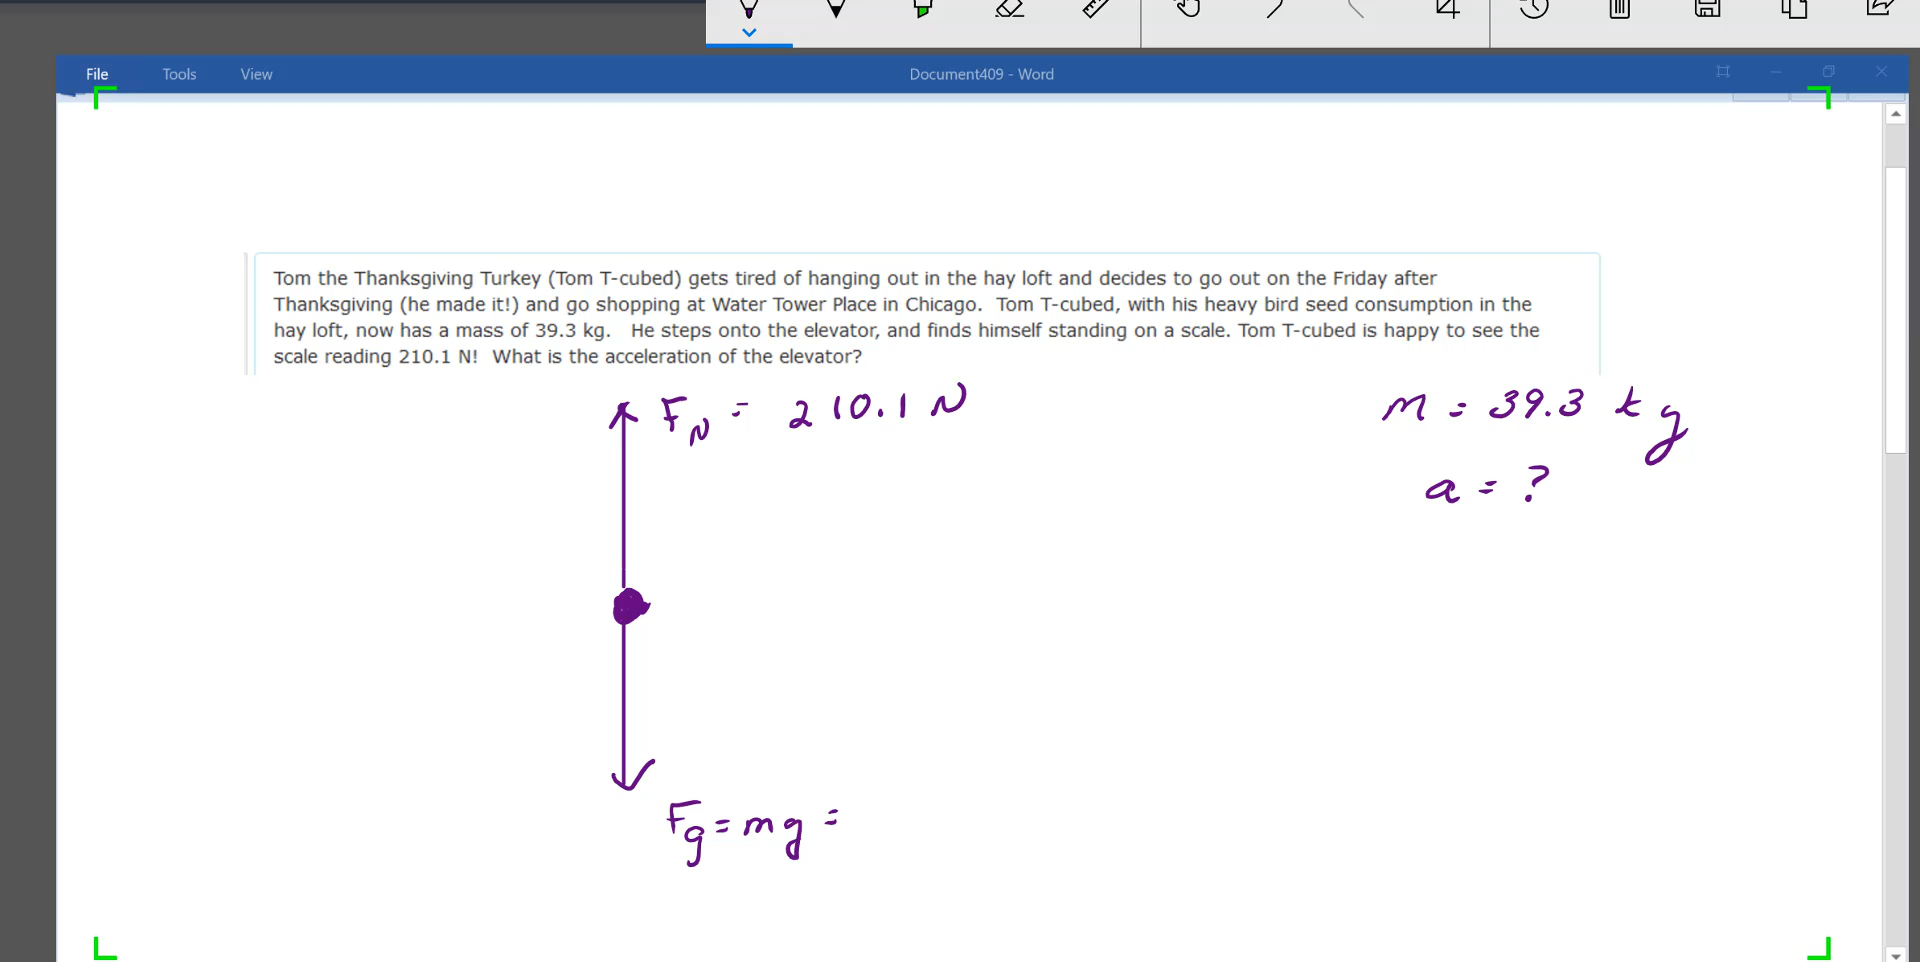 File Tools View Document409 - Word
Tom the Thanksgiving Turkey (Tom T-cubed) gets tired of hanging out in the hay loft and decides to go out on the Friday after
Thanksgiving (he made it!) and go shopping at Water Tower Place in Chicago. Tom T-cubed, with his heavy bird seed consumption in the
hay loft, now has a mass of 39.3 kg. He steps onto the elevator, and finds himself standing on a scale. Tom T-cubed is happy to see the
scale reading 210.1 N! What is the acceleration of the elevator?
F_N = 210.1 N
m = 39.3 kg
a = ?
F_g = mg =